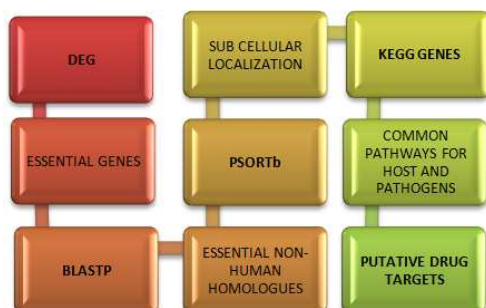 DEG
ESSENTIAL GENES
BLASTP
ESSENTIAL NON-
HUMAN
HOMOLOGUES
PSORTb
SUB CELLULAR
LOCALIZATION
KEGG GENES
COMMON
PATHWAYS FOR
HOST AND
PATHOGENS
PUTATIVE DRUG
TARGETS